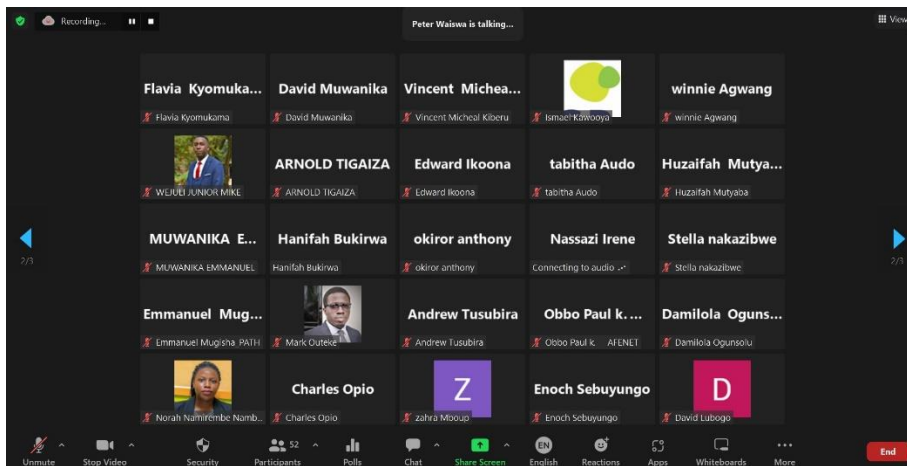 Recording...
Peter Waiswa is talking...
View
Flavia Kyomuka...
David Muwanika
Vincent Michea...
winnie Agwang
Flavia Kyomukama
David Muwanika
Vincent Micheal Kiberu
Ismael Kawooya
winnie Agwang
ARNOLD TIGAIZA
Edward Ikoona
tabitha Audo
Huzaifah Mutya...
WEJULI JUNIOR MIKE
ARNOLD TIGAIZA
Edward Ikoona
tabitha Audo
Huzaifah Mutyaba
2/3
MUWANIKA E...
Hanifah Bukirwa
okiror anthony
Nassazi Irene
Stella nakazibwe
2/3
MUWANIKA EMMANUEL
Hanifah Bukirwa
okiror anthony
Connecting to audio
Stella nakazibwe
Emmanuel Mug...
Andrew Tusubira
Obbo Paul k. ...
Damilola Oguns...
Emmanuel Mugisha_PATH
Mark Outeke
Andrew Tusubira
Obbo Paul k. AFENET
Damilola Ogunsolu
Charles Opio
Z
Enoch Sebuyungo
D
Norah Namirembe Namb...
Charles Opio
zahra Mboup
Enoch Sebuyungo
David Lubogo
52
EN
Unmute
Stop Video
Security
Participants
Polls
Chat
Share Screen
English
Reactions
Apps
Whiteboards
More
End